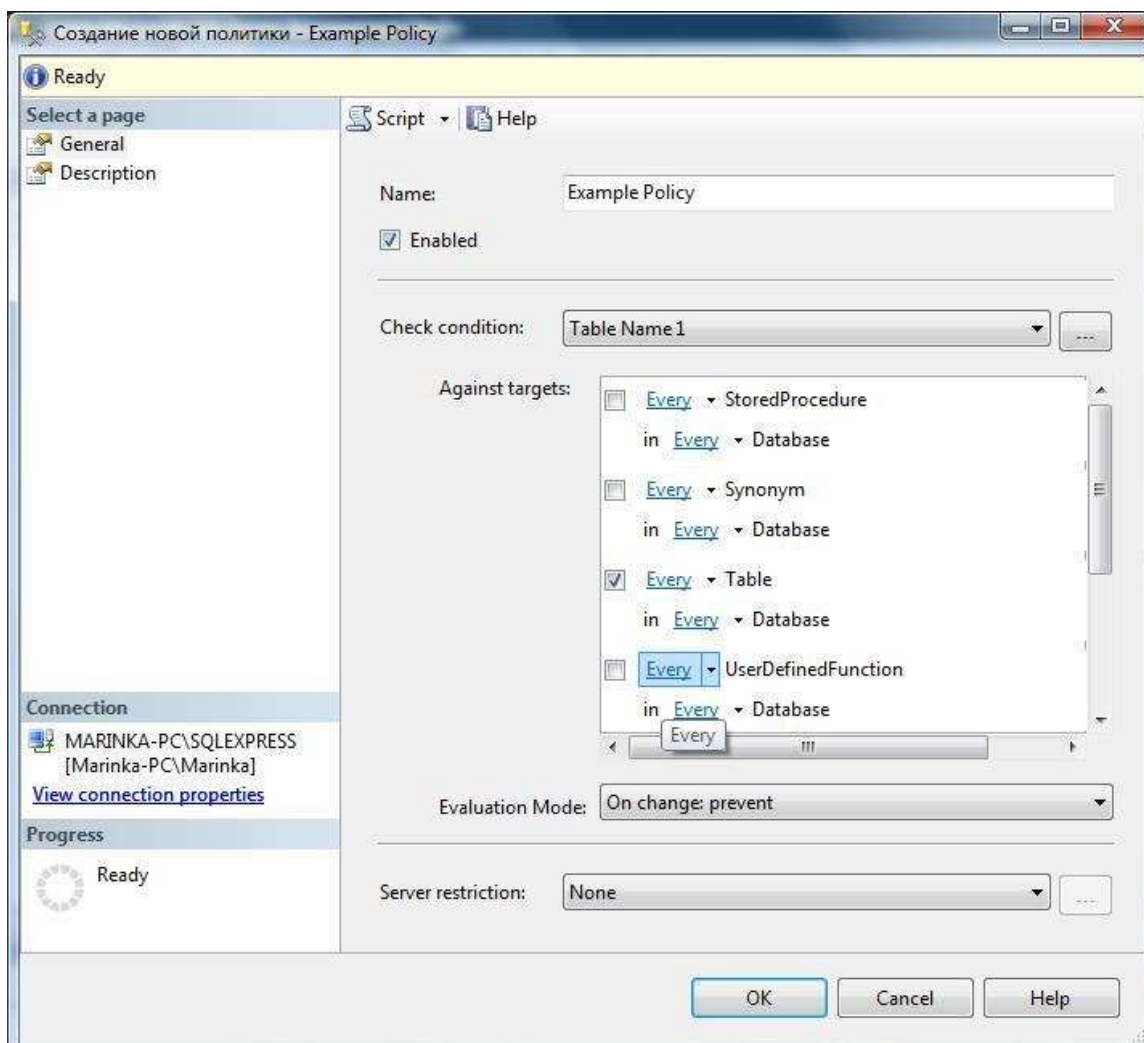 Создание новой политики - Example Policy
Ready
Select a page
General
Description
Script
Help
Name:
Example Policy
Enabled
Check condition:
Table Name1
...
Against targets:
Every StoredProcedure
in Every Database
Every Synonym
in Every Database
Every Table
in Every Database
Every UserDefinedFunction
in Every Database
Every
Evaluation Mode:
On change: prevent
Server restriction:
None
...
Connection
MARINKA-PC\SQLEXPRESS
[Marinka-PC\Marinka]
View connection properties
Progress
Ready
OK
Cancel
Help